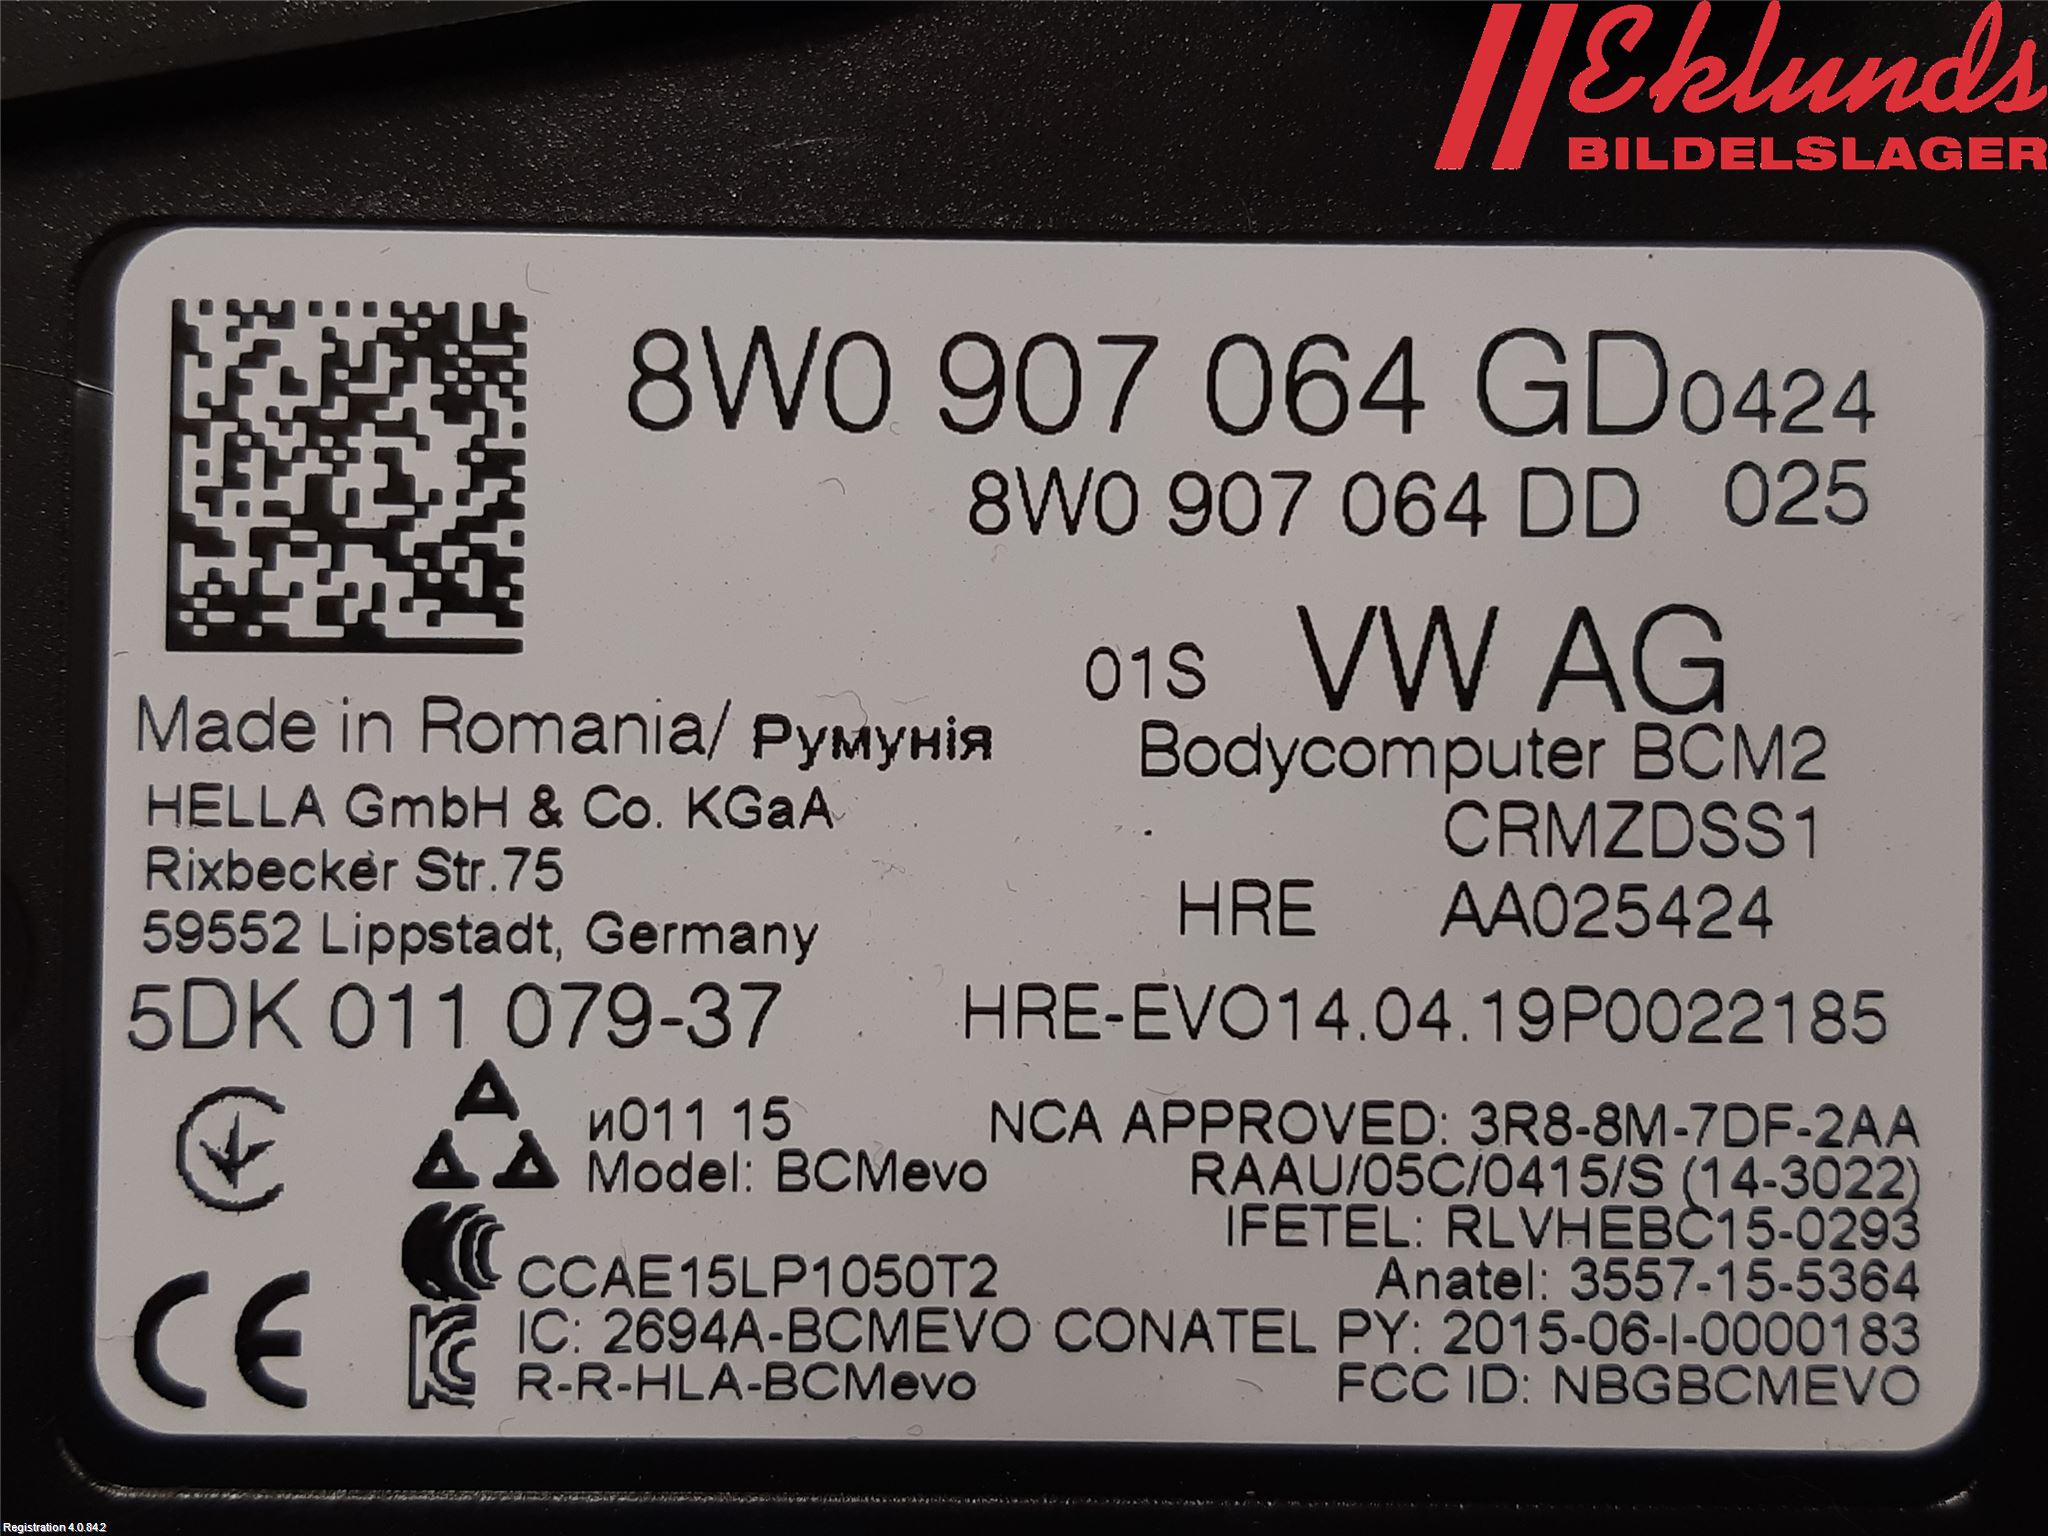 Eklunds
BILDELSLAGER
8W0 907 064 GD 0424
8W0 907 064 DD 025
01S VW AG
Made in Romania/ Румунія
Bodycomputer BCM2
HELLA GmbH & Co. KGaA
CRMZDSS1
Rixbecker Str.75
HRE AA025424
59552 Lippstadt, Germany
5DK 011 079-37
HRE-EVO14.04.19P0022185
и011 15
NCA APPROVED: 3R8-8M-7DF-2AA
Model: BCMevo
RAAU/05C/0415/S (14-3022)
IFETEL: RLVHEBC15-0293
CCAE15LP1050T2
Anatel: 3557-15-5364
IC: 2694A-BCMEVO CONATEL PY: 2015-06-I-0000183
R-R-HLA-BCMevo
FCC ID: NBGBCMEVO
CE
Registration 4.0.84.2